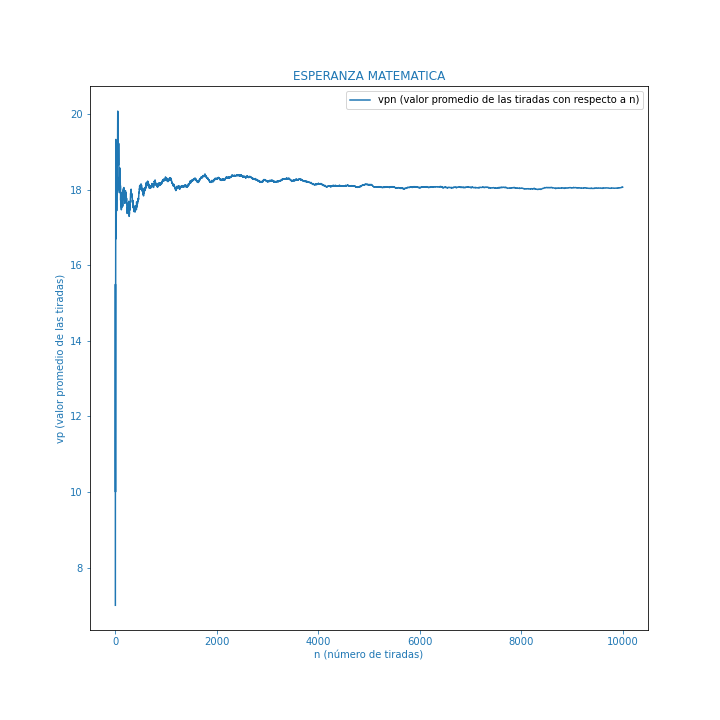 ESPERANZA MATEMATICA
vpn (valor promedio de las tiradas con respecto a n)
vp (valor promedio de las tiradas)
20
18
16
14
12
10
8
0 2000 4000 6000 8000 10000
n (número de tiradas)